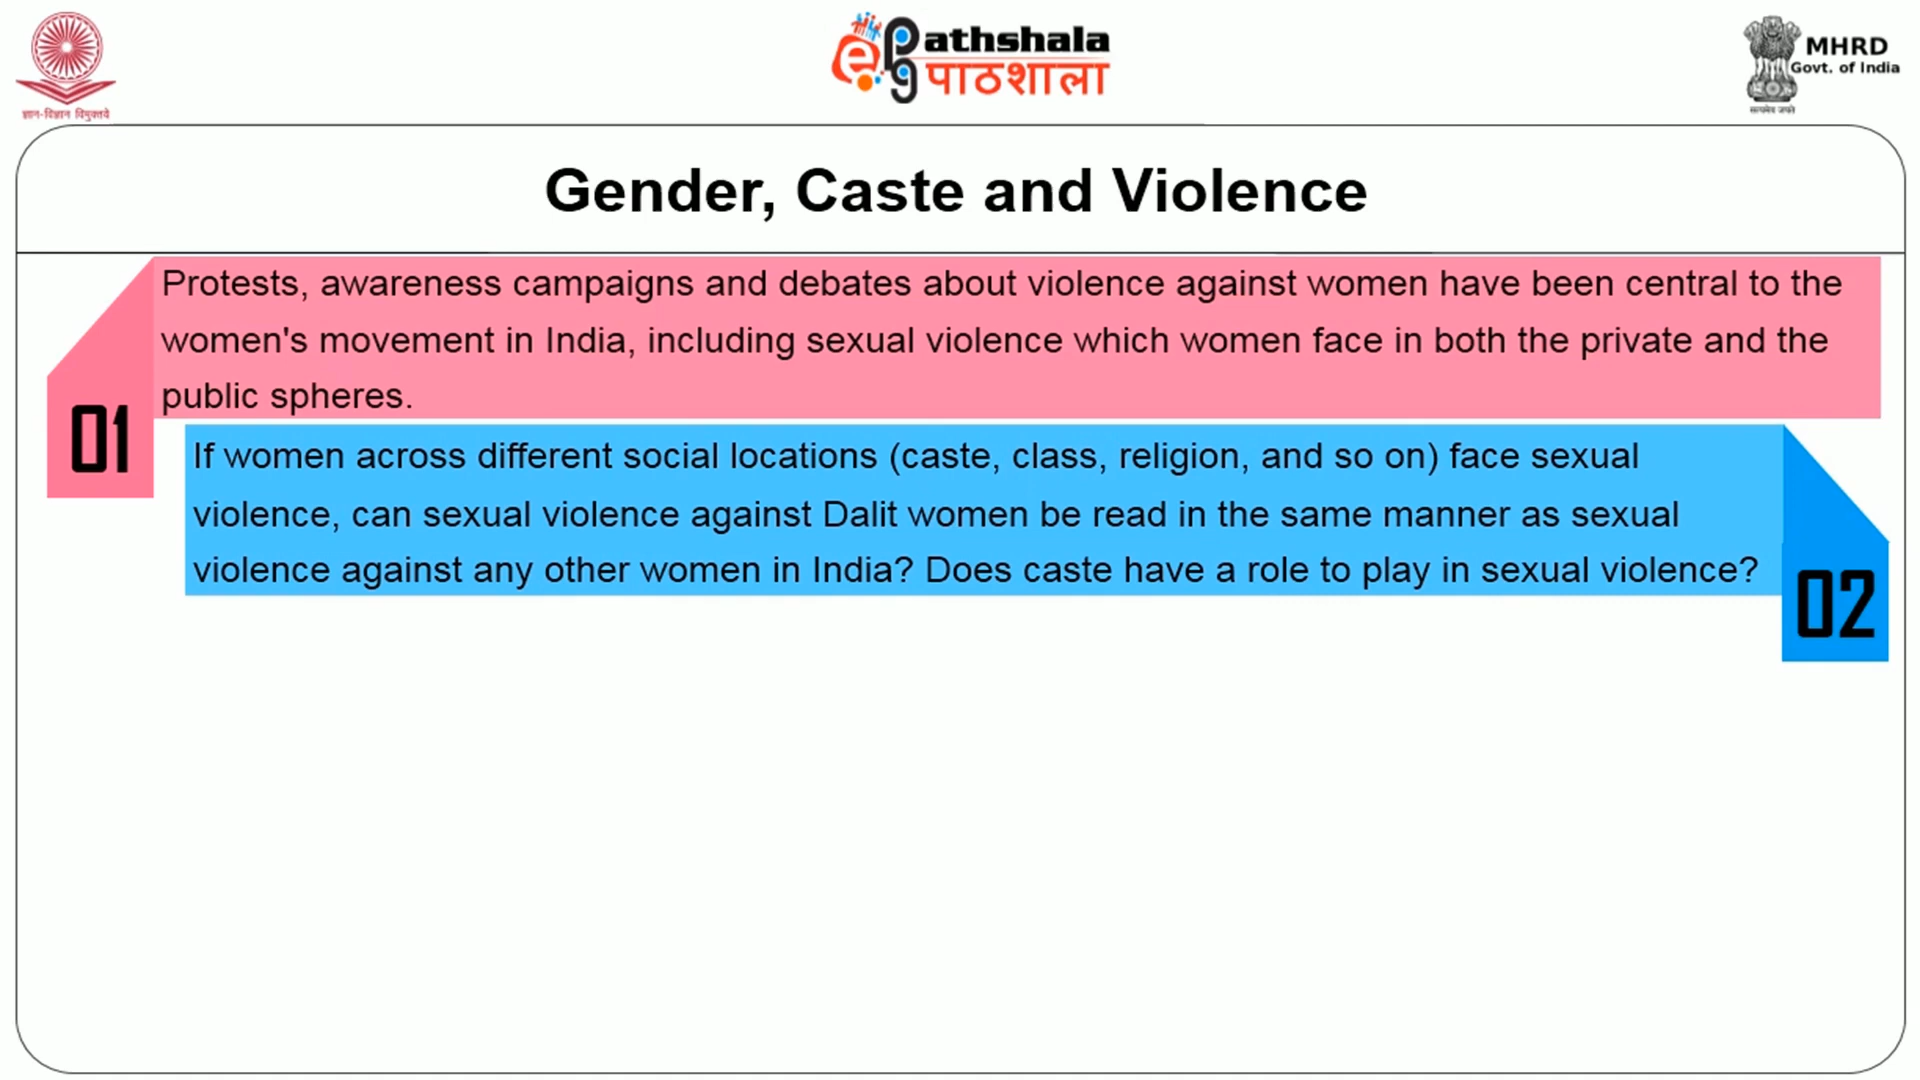 ज्ञान-विज्ञान विमुक्तये
e
pg
Pathshala
पाठशाला
MHRD
Govt. of India
सत्यमेव जयते
Gender, Caste and Violence
Protests, awareness campaigns and debates about violence against women have been central to the
women's movement in India, including sexual violence which women face in both the private and the
public spheres.
01
If women across different social locations (caste, class, religion, and so on) face sexual
violence, can sexual violence against Dalit women be read in the same manner as sexual
violence against any other women in India? Does caste have a role to play in sexual violence?
02